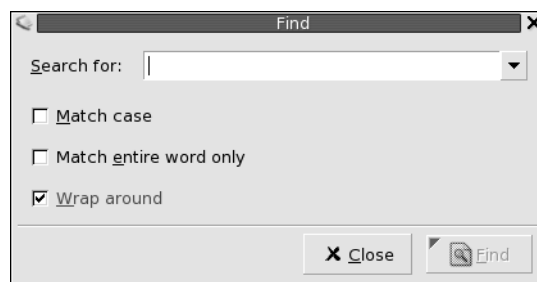 Find
Search for:
Match case
Match entire word only
Wrap around
Close Find